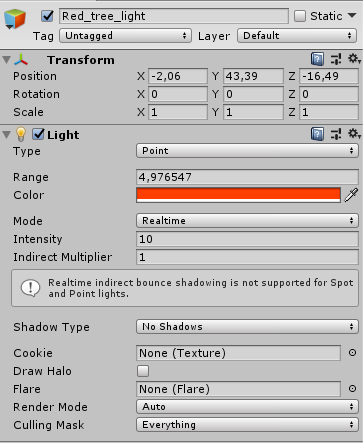 Red_tree_light Static
Tag Untagged Layer Default
Transform
Position X -2,06 Y 43,39 Z -16,49
Rotation X 0 Y 0 Z 0
Scale X 1 Y 1 Z 1
Light
Type Point
Range 4,976547
Color
Mode Realtime
Intensity 10
Indirect Multiplier 1
Realtime indirect bounce shadowing is not supported for Spot
and Point lights.
Shadow Type No Shadows
Cookie None (Texture)
Draw Halo
Flare None (Flare)
Render Mode Auto
Culling Mask Everything